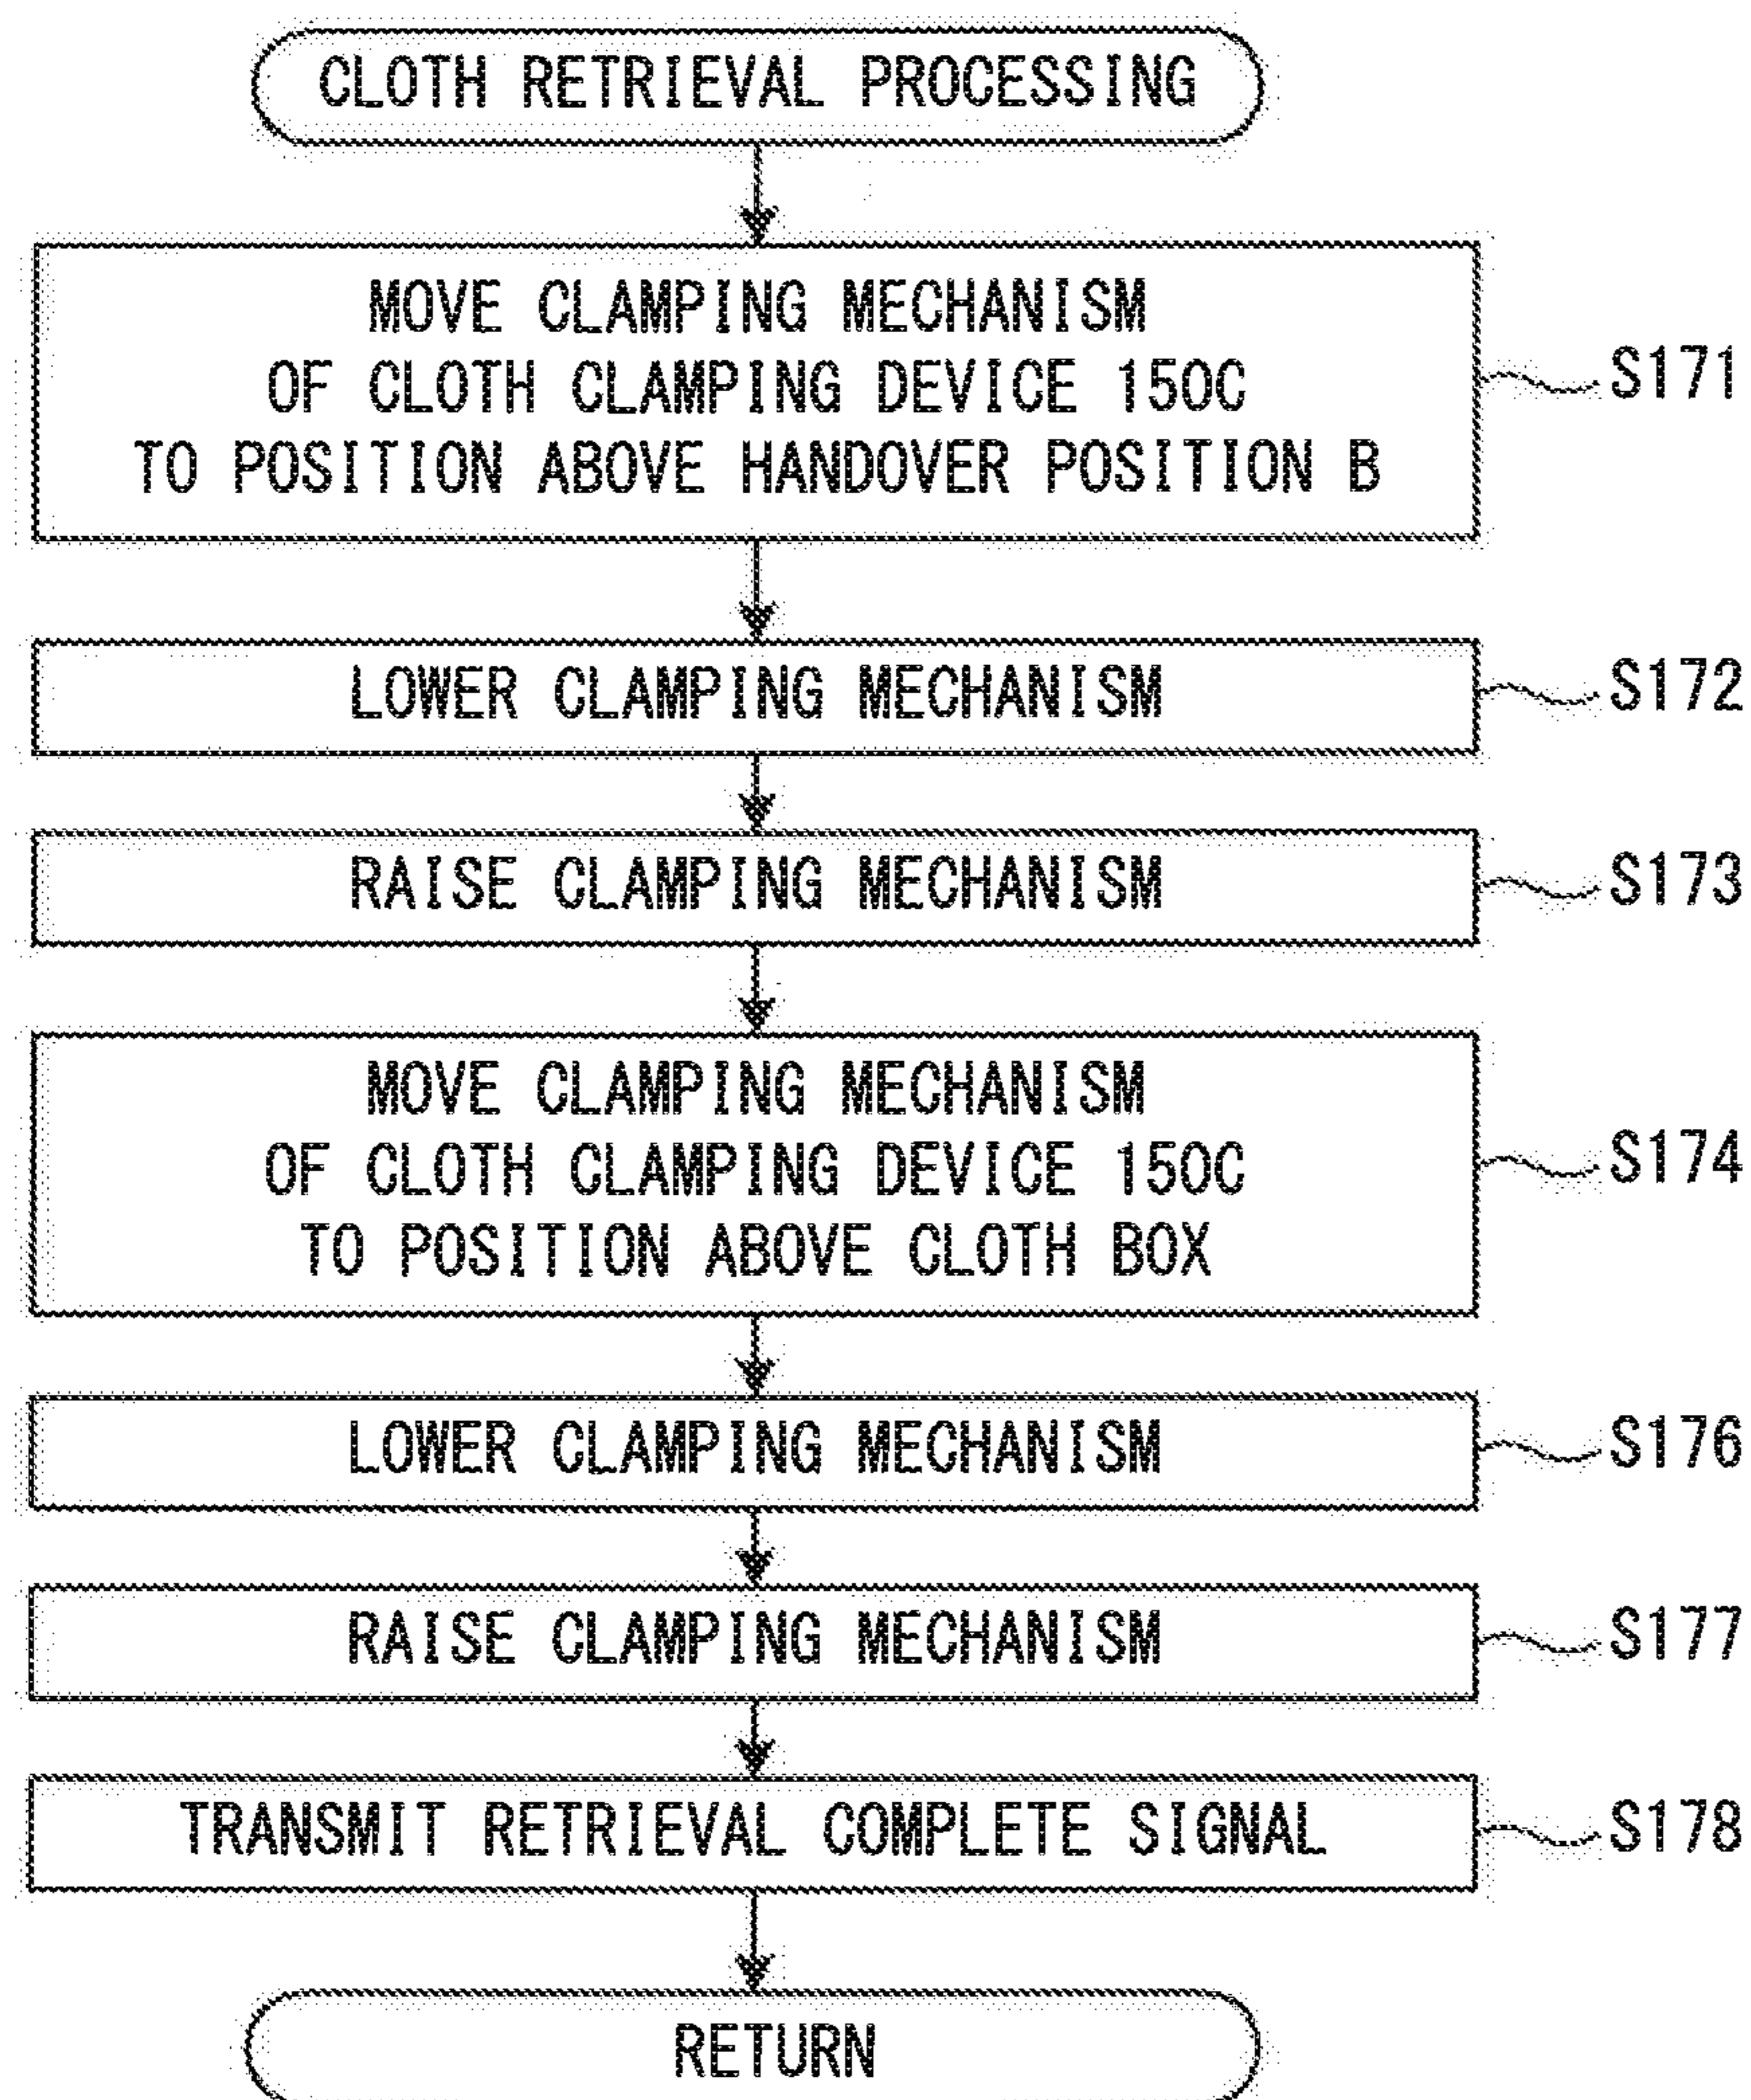 CLOTH RETRIEVAL PROCESSING
MOVE CLAMPING MECHANISM
OF CLOTH CLAMPING DEVICE 150C
TO POSITION ABOVE HANDOVER POSITION B
S171
LOWER CLAMPING MECHANISM
S172
RAISE CLAMPING MECHANISM
S173
MOVE CLAMPING MECHANISM
OF CLOTH CLAMPING DEVICE 150C
TO POSITION ABOVE CLOTH BOX
S174
LOWER CLAMPING MECHANISM
S176
RAISE CLAMPING MECHANISM
S177
TRANSMIT RETRIEVAL COMPLETE SIGNAL
S178
RETURN